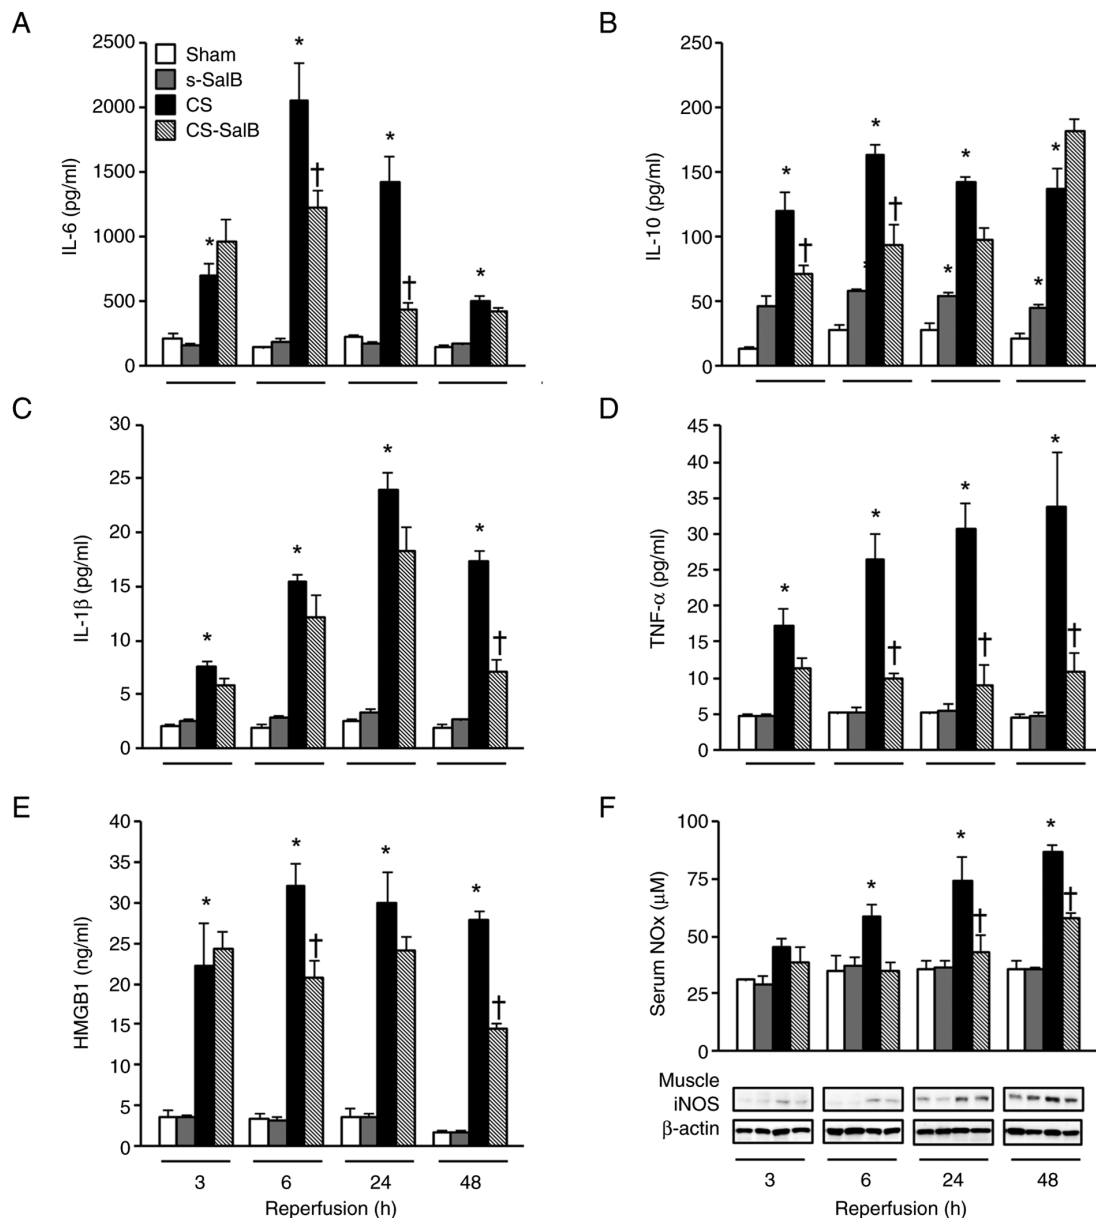 A
IL-6 (pg/ml)
2500
2000
1500
1000
500
0
Sham
s-SalB
CS
CS-SalB
* * † * † *
B
IL-10 (pg/ml)
250
200
150
100
50
0
* † * * † * * * *
C
IL-1β (pg/ml)
30
25
20
15
10
5
0
* * * * †
D
TNF-α (pg/ml)
45
40
35
30
25
20
15
10
5
0
* * † * † * †
E
HMGB1 (ng/ml)
40
35
30
25
20
15
10
5
0
* * † * * †
3 6 24 48
Reperfusion (h)
F
Serum NOx (μM)
100
75
50
25
0
* * † * †
Muscle
iNOS
β-actin
3 6 24 48
Reperfusion (h)